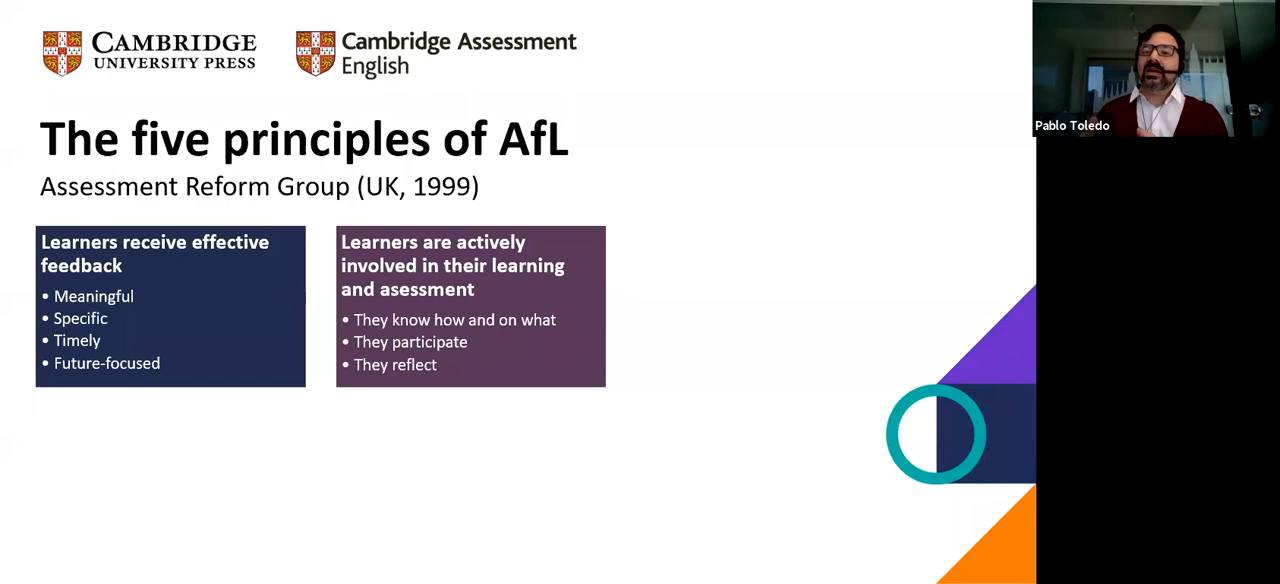 CAMBRIDGE
UNIVERSITY PRESS
Cambridge Assessment
English
The five principles of AfL
Assessment Reform Group (UK, 1999)
Learners receive effective
feedback
• Meaningful
• Specific
• Timely
• Future-focused
Learners are actively
involved in their learning
and asessment
• They know how and on what
• They participate
• They reflect
Pablo Toledo